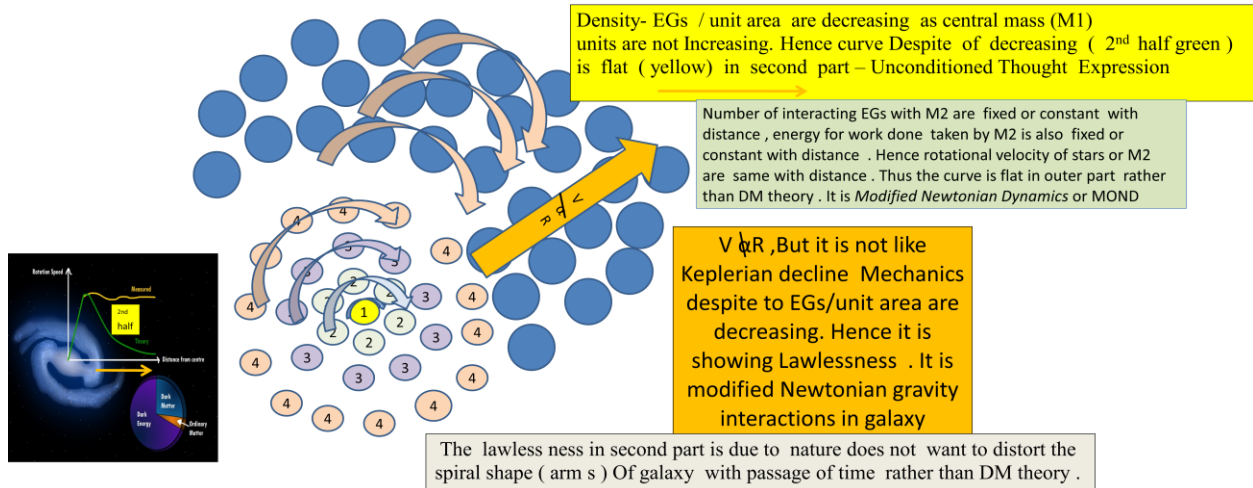 Density- EGs / unit area are decreasing as central mass (M1)
units are not Increasing. Hence curve Despite of decreasing ( 2nd half green )
is flat ( yellow) in second part – Unconditioned Thought Expression
Number of interacting EGs with M2 are fixed or constant with
distance , energy for work done taken by M2 is also fixed or
constant with distance . Hence rotational velocity of stars or M2
are same with distance . Thus the curve is flat in outer part rather
than DM theory . It is Modified Newtonian Dynamics or MOND
V α R
V αR ,But it is not like
Keplerian decline Mechanics
despite to EGs/unit area are
decreasing. Hence it is
showing Lawlessness . It is
modified Newtonian gravity
interactions in galaxy
4 4 4
4 3 4
3 3
2 2
4 3 1 3 4
2 2
2
3 3 4
4 3 3 4
4 4 4
Rotation Speed
Measured
2nd
half
Theory
Distance from centre
Dark
Matter
Dark
Energy
Ordinary
Matter
The lawless ness in second part is due to nature does not want to distort the
spiral shape ( arm s ) Of galaxy with passage of time rather than DM theory .